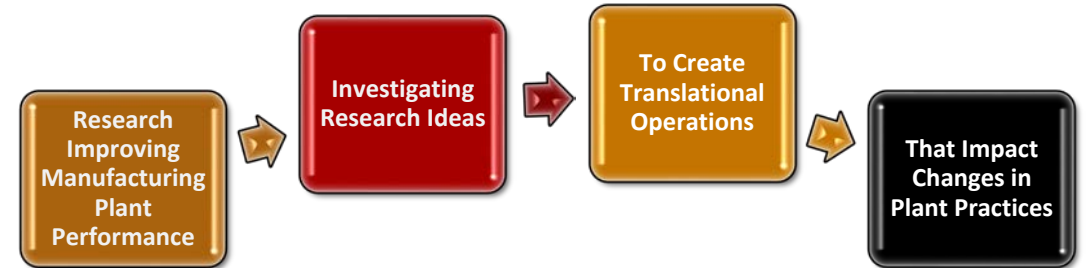 Research
Improving
Manufacturing
Plant
Performance
Investigating
Research Ideas
To Create
Translational
Operations
That Impact
Changes in
Plant Practices